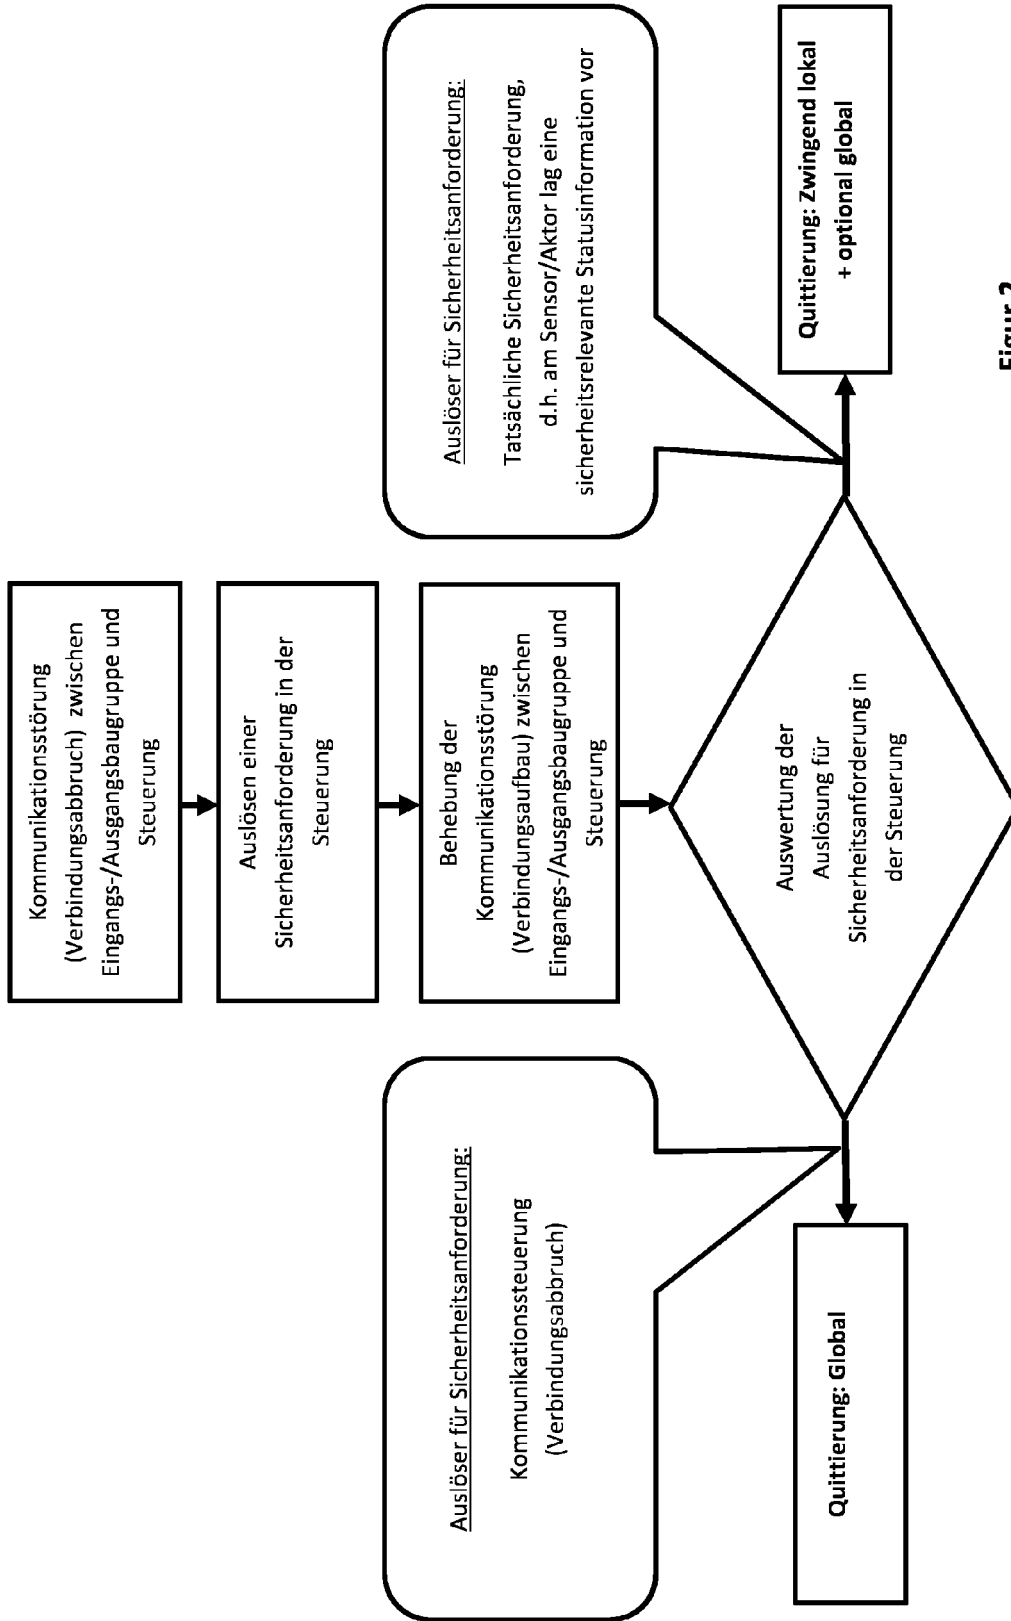 Kommunikationsstörung
(Verbindungsabbruch) zwischen
Eingangs-/Ausgangsbaugruppe und
Steuerung
Auslösen einer
Sicherheitsanforderung in der
Steuerung
Behebung der
Kommunikationsstörung
(Verbindungsaufbau) zwischen
Eingangs-/Ausgangsbaugruppe und
Steuerung
Auslöser für Sicherheitsanforderung:
Kommunikationssteuerung
(Verbindungsabbruch)
Auslöser für Sicherheitsanforderung:
Tatsächliche Sicherheitsanforderung,
d.h. am Sensor/Aktor lag eine
sicherheitsrelevante Statusinformation vor
Auswertung der
Auslösung für
Sicherheitsanforderung in
der Steuerung
Quittierung: Global
Quittierung: Zwingend lokal
+ optional global
Figur 2